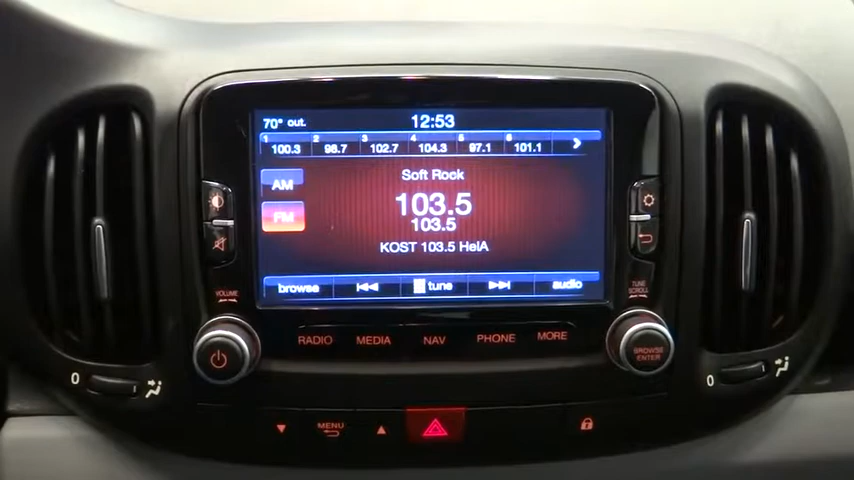 70° out. 12:53
1 2 3 4 5 6
100.3 98.7 102.7 104.3 97.1 101.1
AM
Soft Rock
FM
103.5
103.5
KOST 103.5 HelA
browse tune audio
VOLUME
TUNE
SCROLL
RADIO MEDIA NAV PHONE MORE
BROWSE
ENTER
0
0
MENU